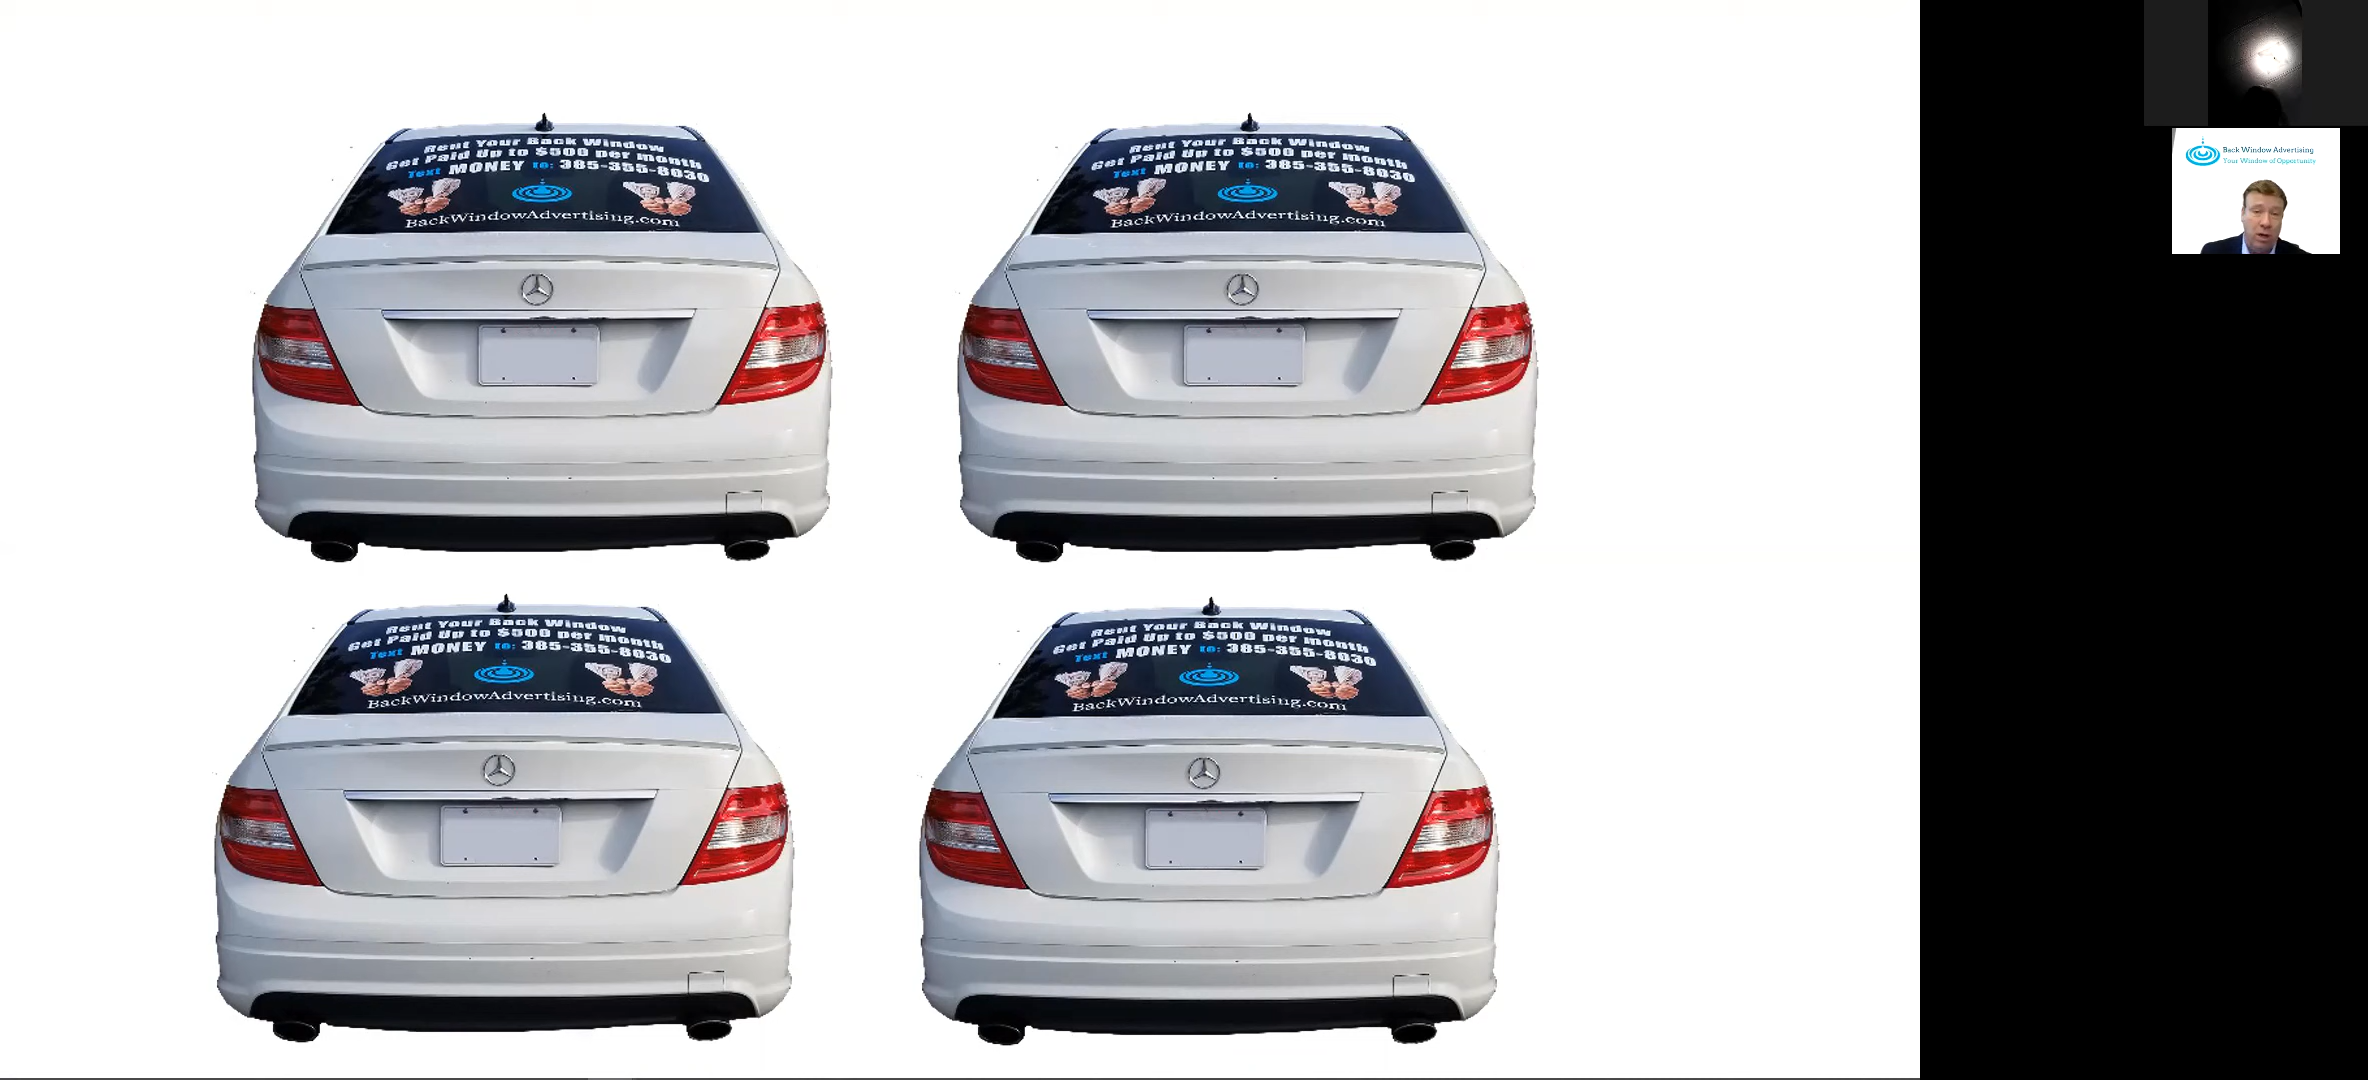 Rent Your Back Window
Get Paid Up to $500 per month
Text MONEY to: 385-355-8030
BackWindowAdvertising.com
Rent Your Back Window
Get Paid Up to $500 per month
Text MONEY to: 385-355-8030
BackWindowAdvertising.com
Rent Your Back Window
Get Paid Up to $500 per month
Text MONEY to: 385-355-8030
BackWindowAdvertising.com
Rent Your Back Window
Get Paid Up to $500 per month
Text MONEY to: 385-355-8030
BackWindowAdvertising.com
Back Window Advertising
Your Window of Opportunity